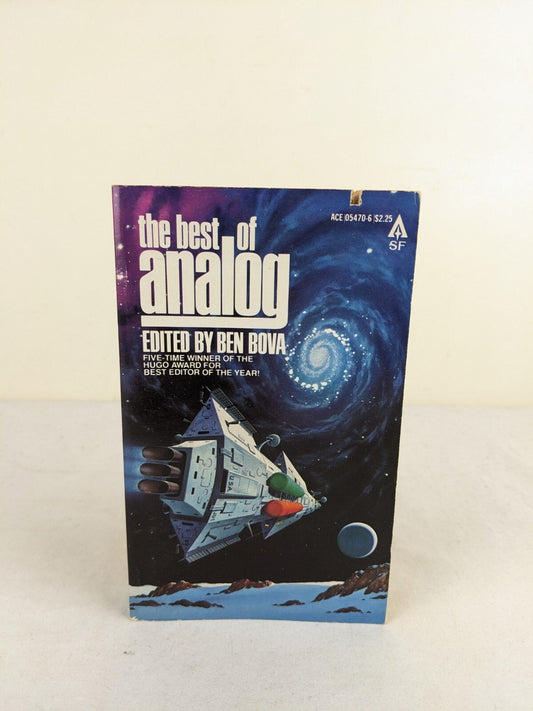 ACE 05470-6 $2.25
SF
the best of
analog
EDITED BY BEN BOVA
FIVE-TIME WINNER OF THE
HUGO AWARD FOR
BEST EDITOR OF THE YEAR!
USA